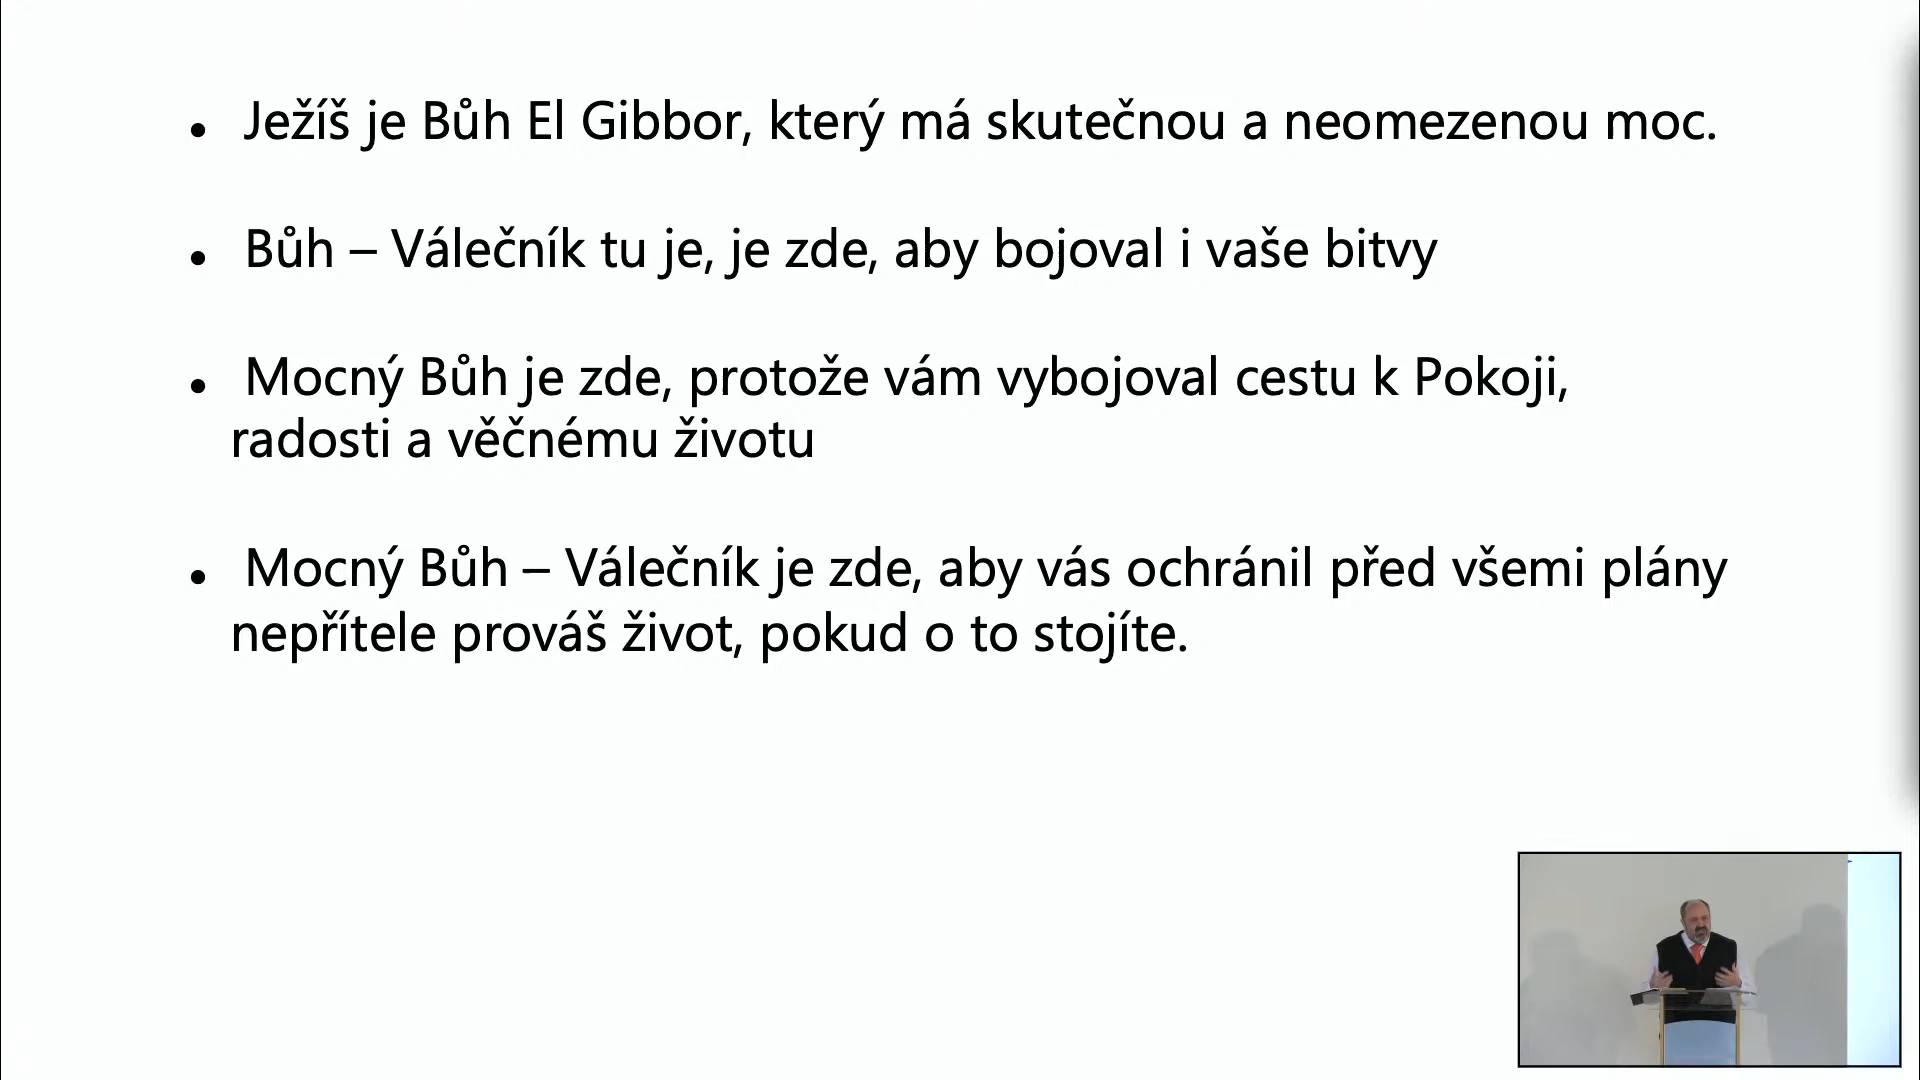 • Ježíš je Bůh El Gibbor, který má skutečnou a neomezenou moc.
• Bůh – Válečník tu je, je zde, aby bojoval i vaše bitvy
• Mocný Bůh je zde, protože vám vybojoval cestu k Pokoji,
radosti a věčnému životu
• Mocný Bůh – Válečník je zde, aby vás ochránil před všemi plány
nepřítele prováš život, pokud o to stojíte.